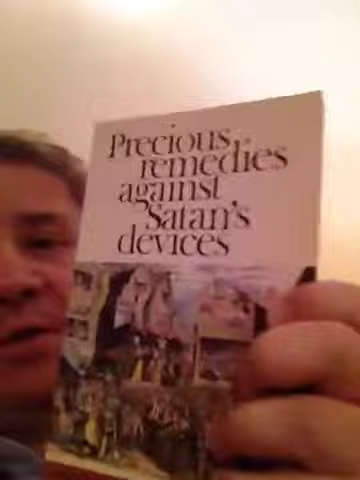 Precious
remedies
against
Satan's
devices